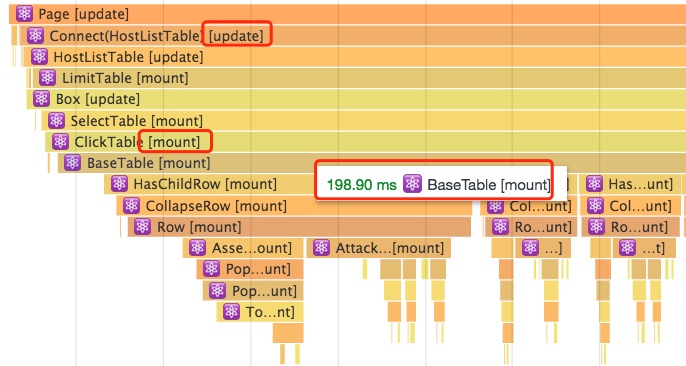 Page [update]
Connect(HostListTable) [update]
HostListTable [update]
LimitTable [mount]
Box [update]
SelectTable [mount]
ClickTable [mount]
BaseTable [mount]
198.90 ms BaseTable [mount]
HasChildRow [mount] Has...unt]
CollapseRow [mount] Col...unt] Col...unt]
Row [mount] Ro...unt] Ro...unt]
Asse...ount] Attack...[mount] ...] ...t]
Pop...unt]
Pop...unt]
To...nt]